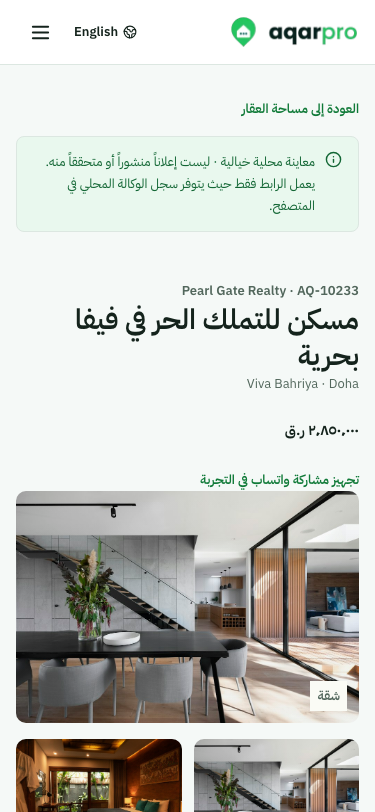 aqarpro
English
العودة إلى مساحة العقار
معاينة محلية خيالية · ليست إعلاناً منشوراً أو متحققاً منه.
يعمل الرابط فقط حيث يتوفر سجل الوكالة المحلي في
المتصفح.
Pearl Gate Realty · AQ-10233
مسكن للتملك الحر في فيفا
بحرية
Viva Bahriya · Doha
٢٬٨٥٠٬٠٠٠ ر.ق
تجهيز مشاركة واتساب في التجربة
شقة